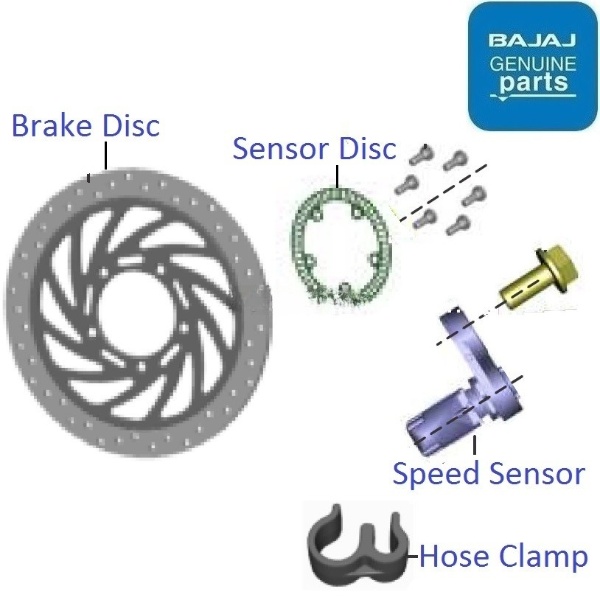 BAJAJ
GENUINE
parts
Brake Disc
Sensor Disc
Speed Sensor
Hose Clamp